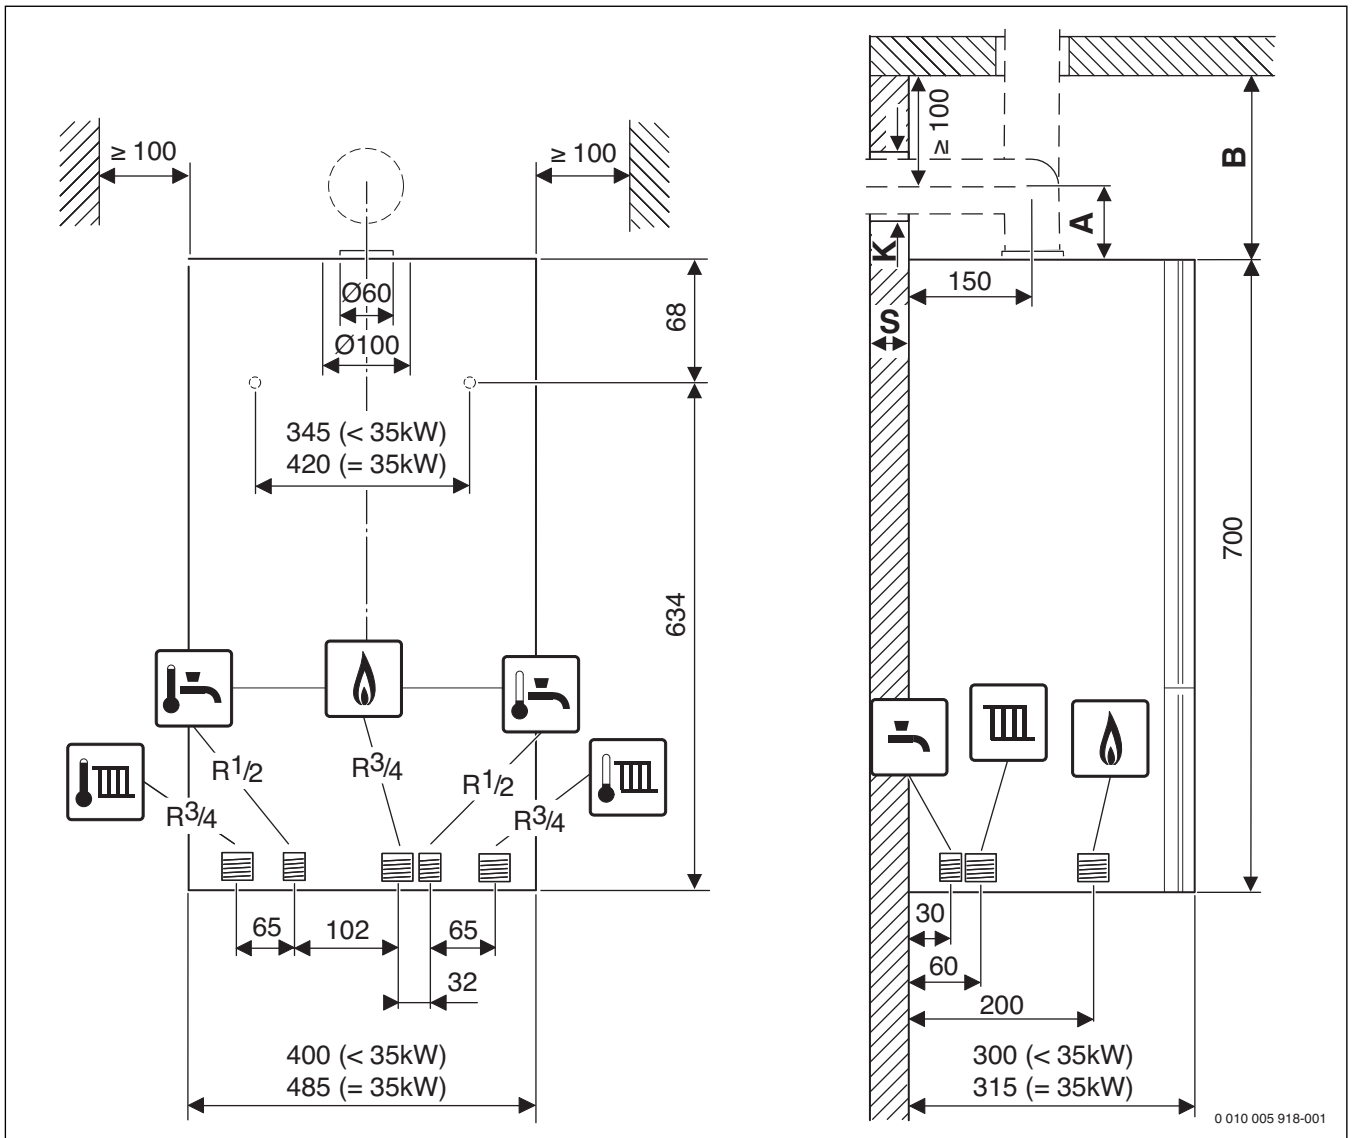 ≥ 100
≥ 100
Ø60
Ø100
68
345 (< 35kW)
420 (= 35kW)
634
R1/2
R3/4
R1/2
R3/4
R3/4
65
102
65
32
400 (< 35kW)
485 (= 35kW)
≥ 100
B
A
K
150
S
700
30
60
200
300 (< 35kW)
315 (= 35kW)
0 010 005 918-001